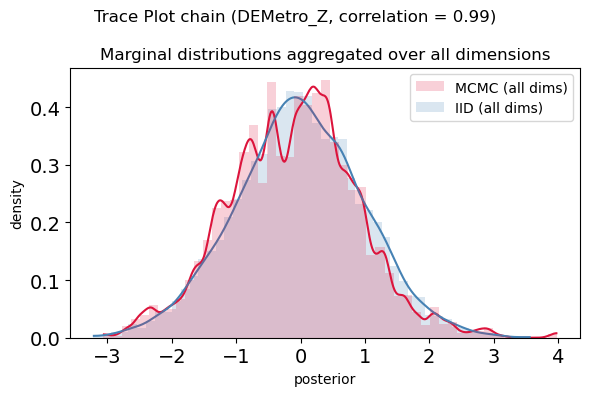 Trace Plot chain (DEMetro_Z, correlation = 0.99)
Marginal distributions aggregated over all dimensions
MCMC (all dims)
IID (all dims)
density
0.4
0.3
0.2
0.1
0.0
−3 −2 −1 0 1 2 3 4
posterior